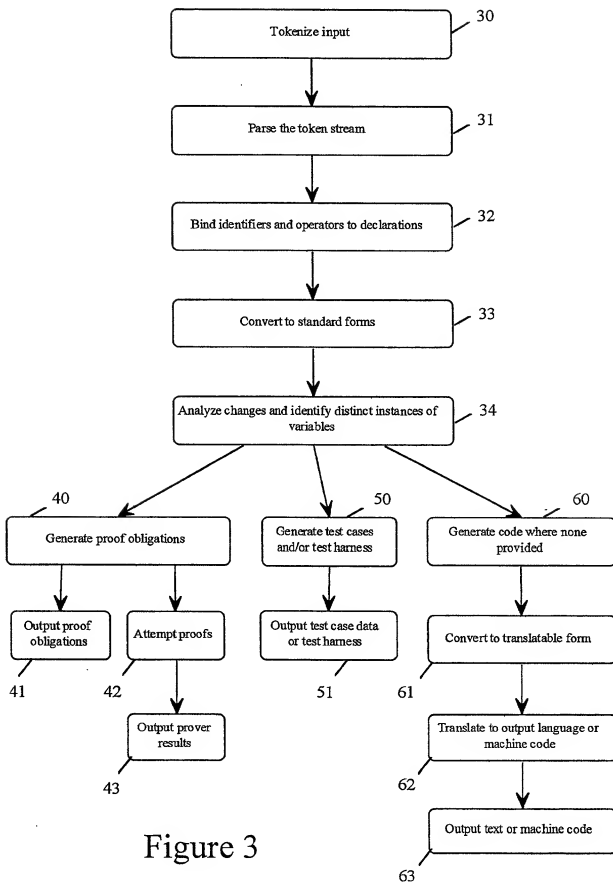 Tokenize input
30
Parse the token stream
31
Bind identifiers and operators to declarations
32
Convert to standard forms
33
Analyze changes and identify distinct instances of
variables
34
40
Generate proof obligations
50
Generate test cases
and/or test harness
60
Generate code where none
provided
Output proof
obligations
41
Attempt proofs
42
Output test case data
or test harness
51
Convert to translatable form
61
Output prover
results
43
Translate to output language or
machine code
62
Output text or machine code
63
Figure 3